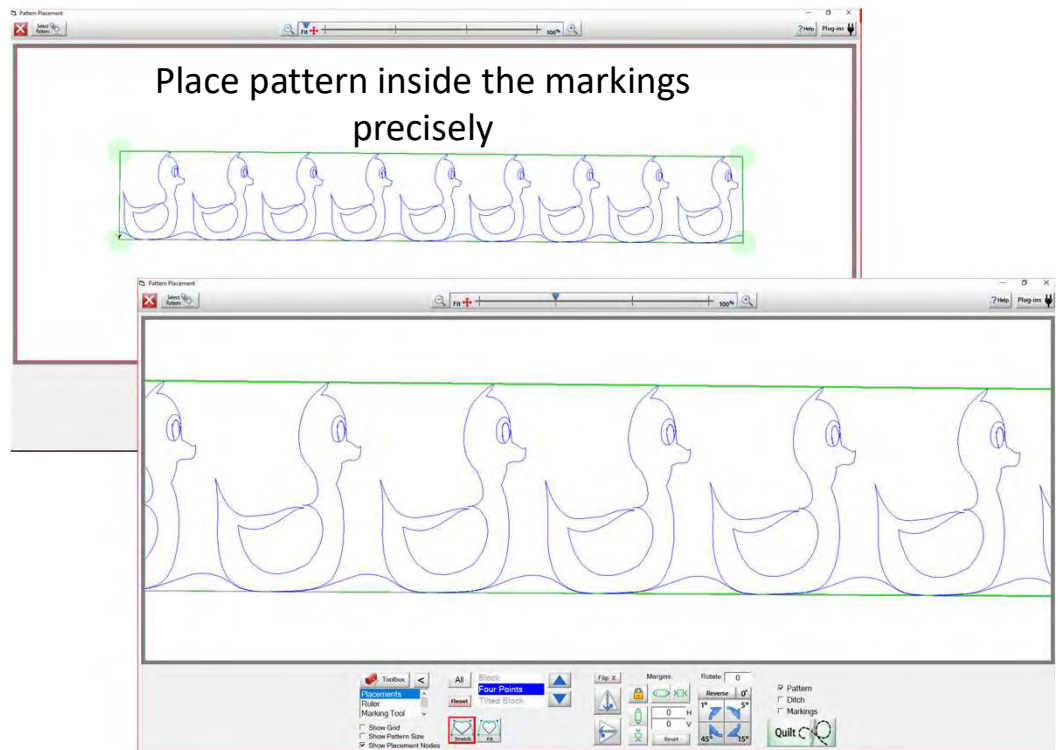 Pattern Placement
Select Pattern
Fit
100%
?Help
Plug-ins
Place pattern inside the markings
precisely
Pattern Placement
Select Pattern
Fit
100%
?Help
Plug-ins
Toolbox
<
All
Block
Flip X
Margins
Rotate
0
Placements
Four Points
Reverse
0°
Pattern
Ruler
Reset
Tilted Block
1°
5°
Ditch
Marking Tool
0
H
Markings
Show Grid
0
V
Show Pattern Size
Stretch
Fit
Reset
45°
15°
Quilt
Show Placement Nodes